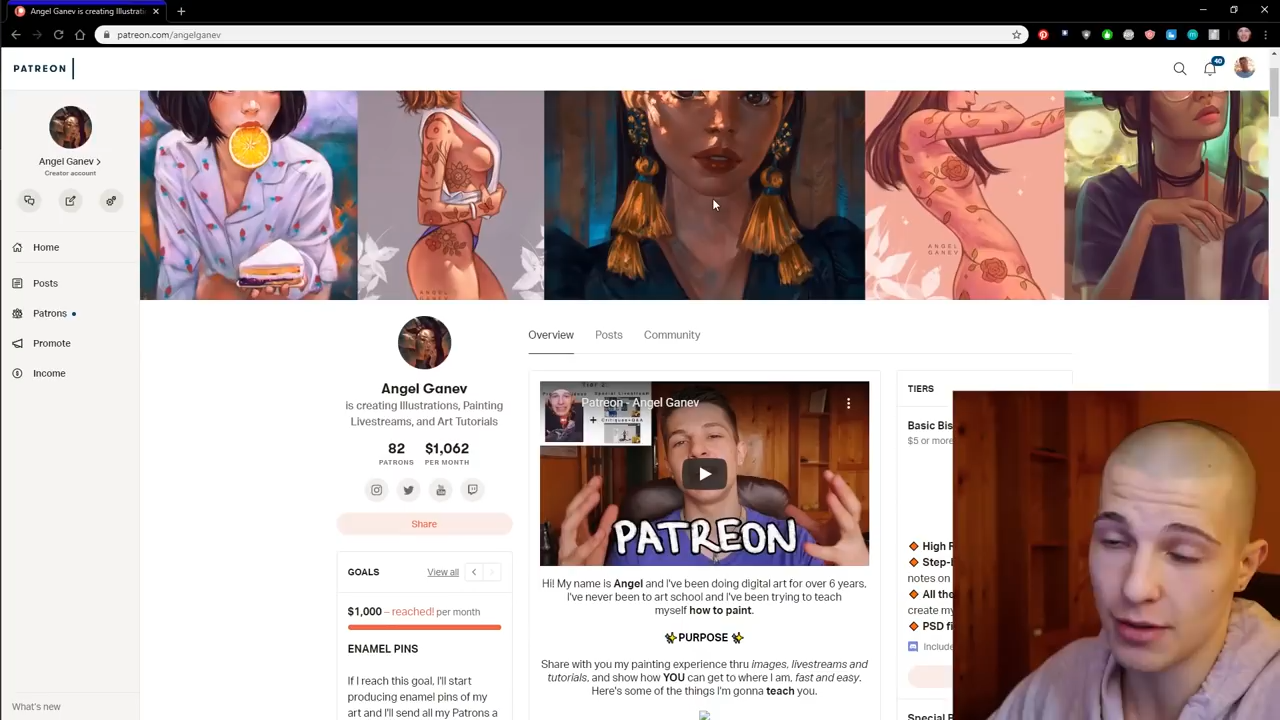 Angel Ganev is creating Illustrati
patreon.com/angelganev
PATREON
40
Angel Ganev
Creator account
Home
Posts
Patrons
Promote
Income
What's new
ANGEL
GANEV
ANGEL
GANEV
Overview
Posts
Community
Angel Ganev
is creating Illustrations, Painting
Livestreams, and Art Tutorials
82
PATRONS
$1,062
PER MONTH
Share
GOALS
View all
$1,000 – reached! per month
ENAMEL PINS
If I reach this goal, I'll start
producing enamel pins of my
art and I'll send all my Patrons a
Patreon - Angel Ganev
PATREON
Hi! My name is Angel and I've been doing digital art for over 6 years,
I've never been to art school and I've been trying to teach
myself how to paint.
✨PURPOSE ✨
Share with you my painting experience thru images, livestreams and
tutorials, and show how YOU can get to where I am, fast and easy.
Here's some of the things I'm gonna teach you.
TIERS
Basic Bis
$5 or more
High
Step-
notes on
All the
create my
PSD fi
Include
Special